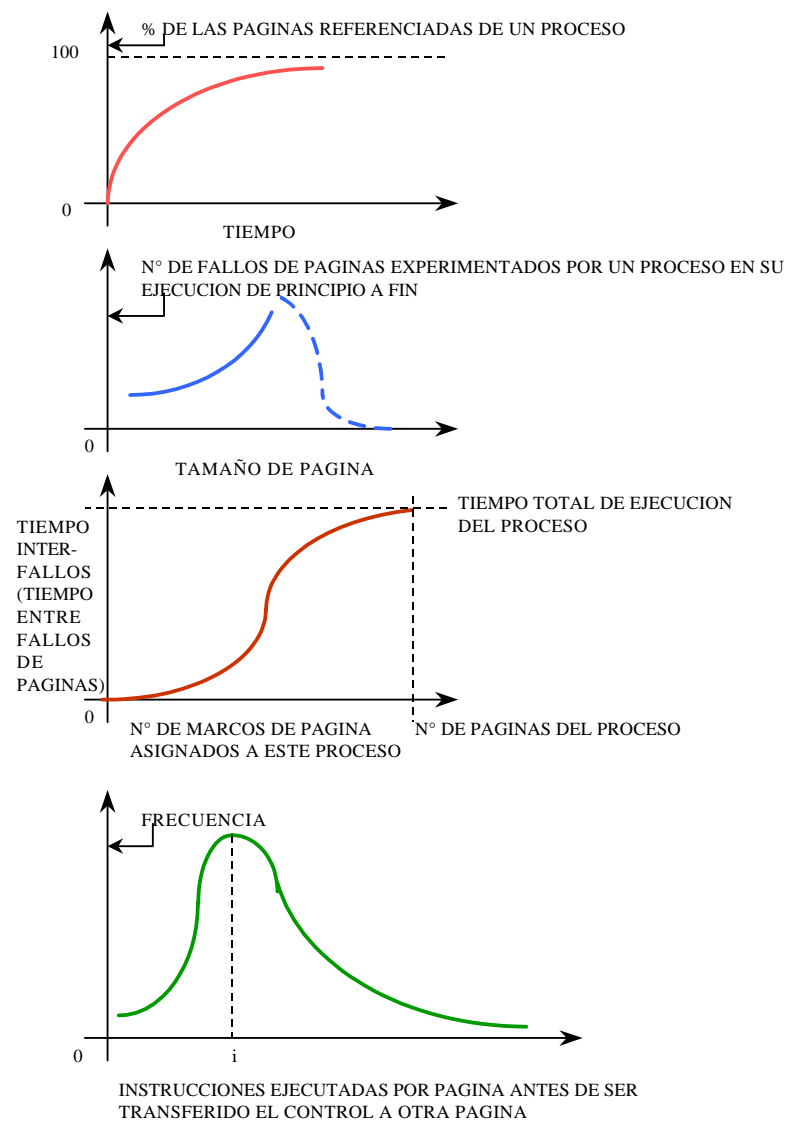 % DE LAS PAGINAS REFERENCIADAS DE UN PROCESO
100
0
TIEMPO
N° DE FALLOS DE PAGINAS EXPERIMENTADOS POR UN PROCESO EN SU
EJECUCION DE PRINCIPIO A FIN
0
TAMAÑO DE PAGINA
TIEMPO TOTAL DE EJECUCION
DEL PROCESO
TIEMPO
INTER-
FALLOS
(TIEMPO
ENTRE
FALLOS
DE
PAGINAS)
0
N° DE MARCOS DE PAGINA
ASIGNADOS A ESTE PROCESO
N° DE PAGINAS DEL PROCESO
FRECUENCIA
0
i
INSTRUCCIONES EJECUTADAS POR PAGINA ANTES DE SER
TRANSFERIDO EL CONTROL A OTRA PAGINA